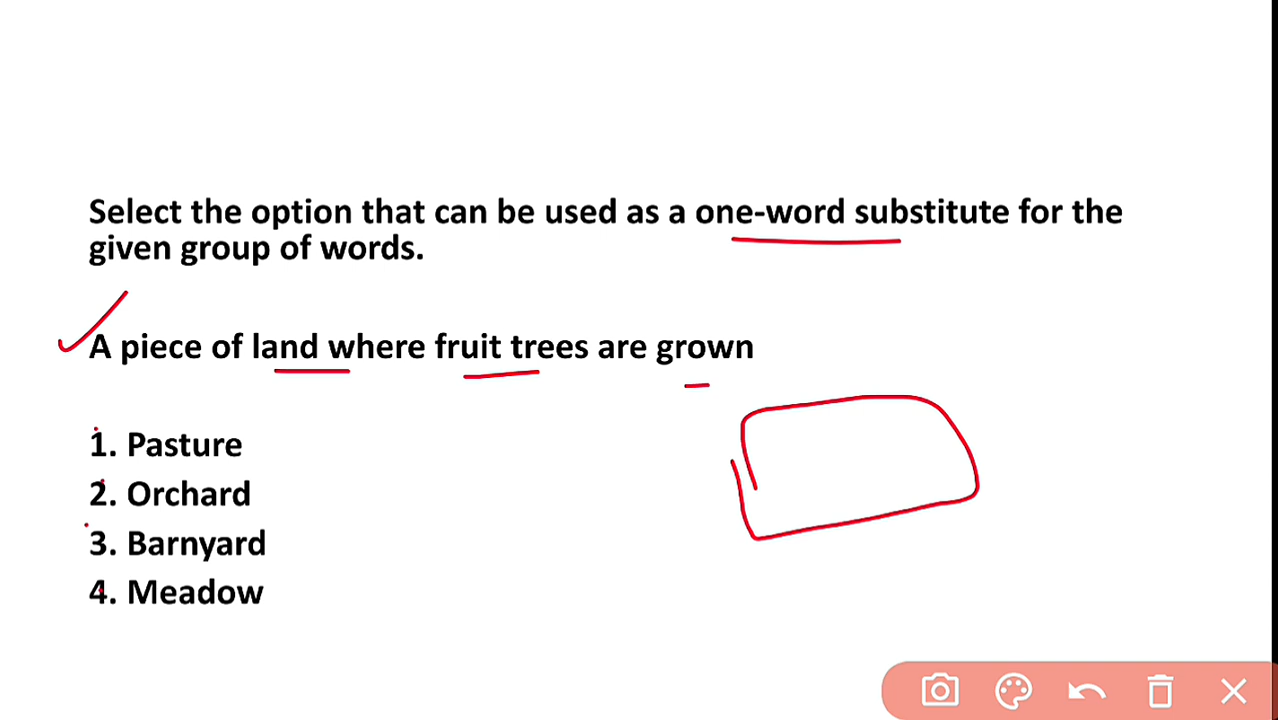 Select the option that can be used as a one-word substitute for the
given group of words.
A piece of land where fruit trees are grown
1. Pasture
2. Orchard
3. Barnyard
4. Meadow